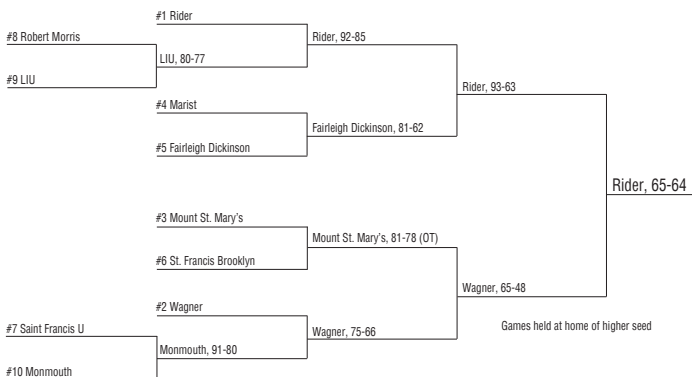 #1 Rider
#8 Robert Morris
Rider, 92-85
LIU, 80-77
#9 LIU
Rider, 93-63
#4 Marist
Fairleigh Dickinson, 81-62
#5 Fairleigh Dickinson
Rider, 65-64
#3 Mount St. Mary's
Mount St. Mary's, 81-78 (OT)
#6 St. Francis Brooklyn
Wagner, 65-48
#2 Wagner
#7 Saint Francis U
Wagner, 75-66
Games held at home of higher seed
Monmouth, 91-80
#10 Monmouth